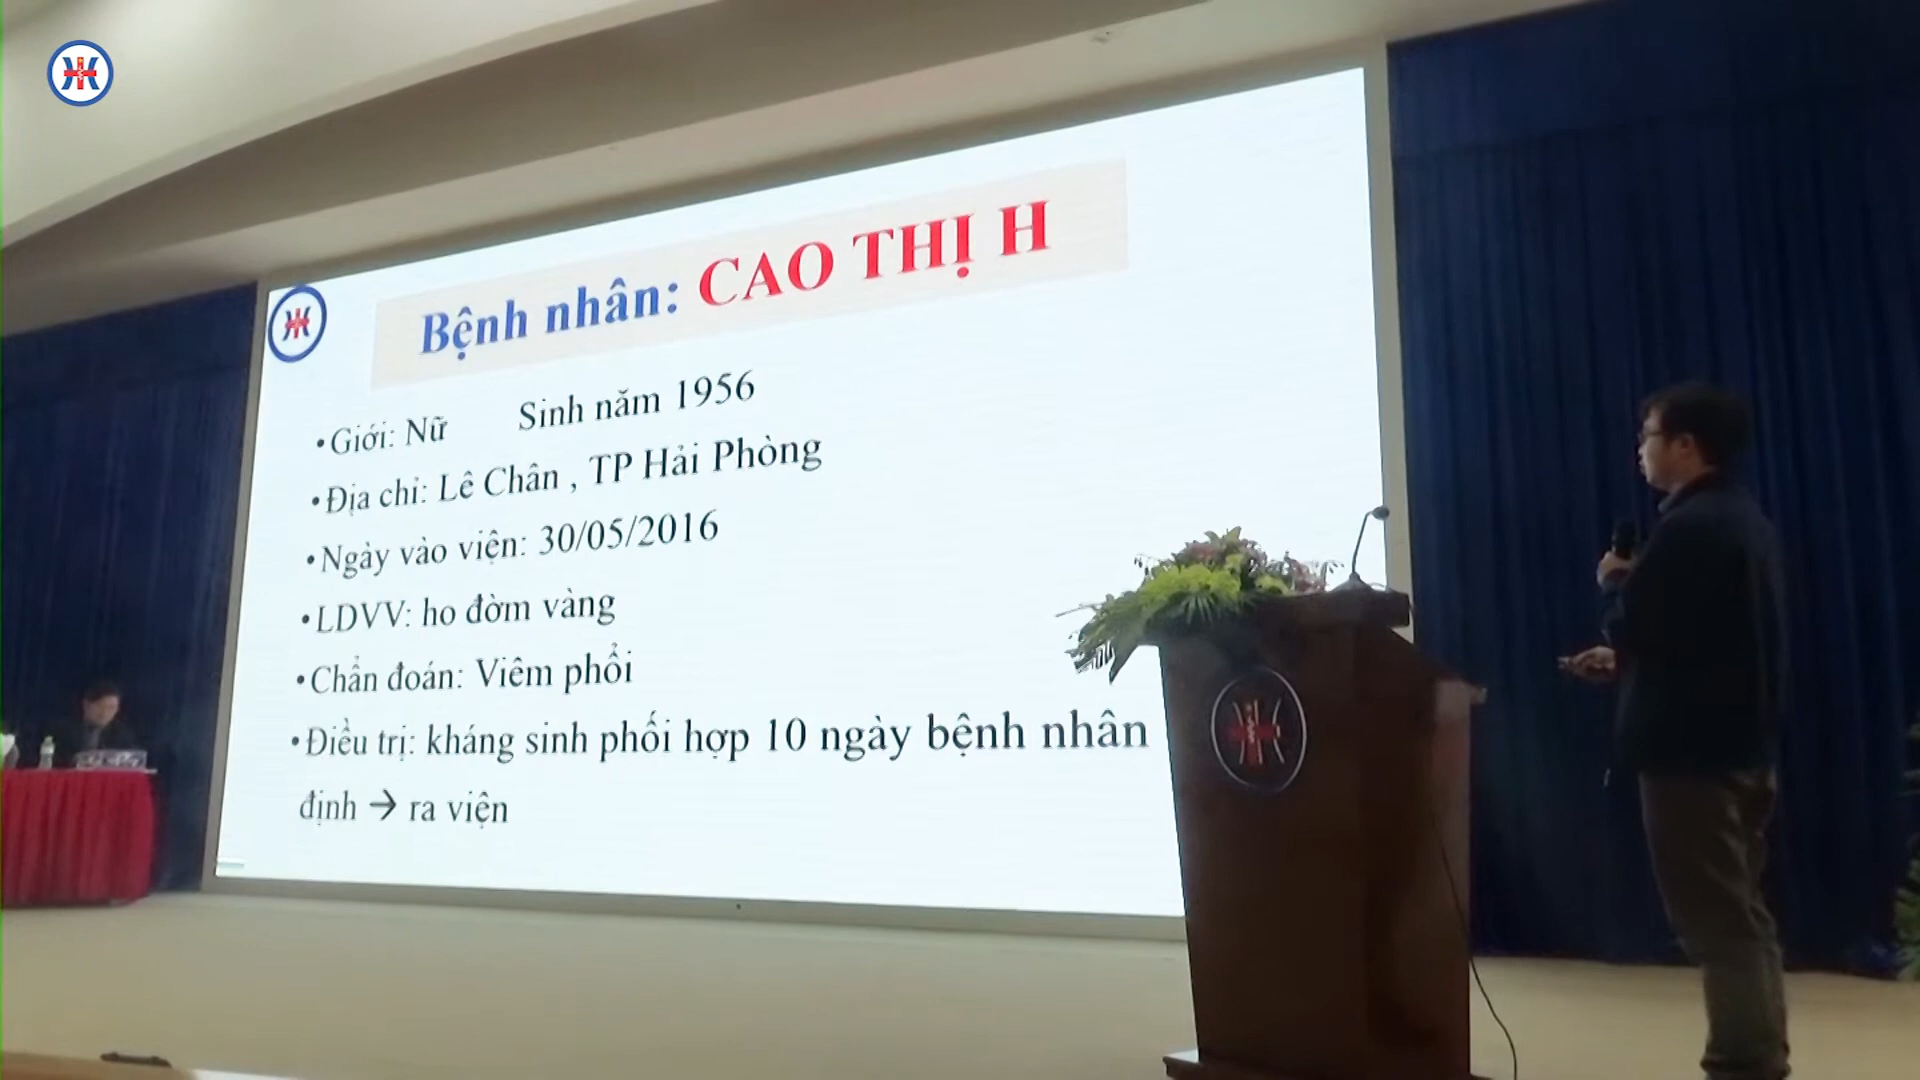 Bệnh nhân: CAO THỊ H
•Giới: Nữ Sinh năm 1956
•Địa chỉ: Lê Chân , TP Hải Phòng
•Ngày vào viện: 30/05/2016
•LDVV: ho đờm vàng
•Chẩn đoán: Viêm phổi
•Điều trị: kháng sinh phối hợp 10 ngày bệnh nhân
định → ra viện